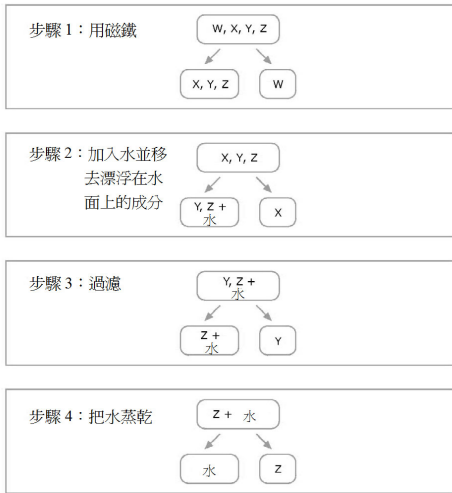 步驟 1：用磁鐵
W, X, Y, Z
X, Y, Z
W
步驟 2：加入水並移
去漂浮在水
面上的成分
X, Y, Z
Y, Z +
水
X
步驟 3：過濾
Y, Z +
水
Z +
水
Y
步驟 4：把水蒸乾
Z + 水
水
Z